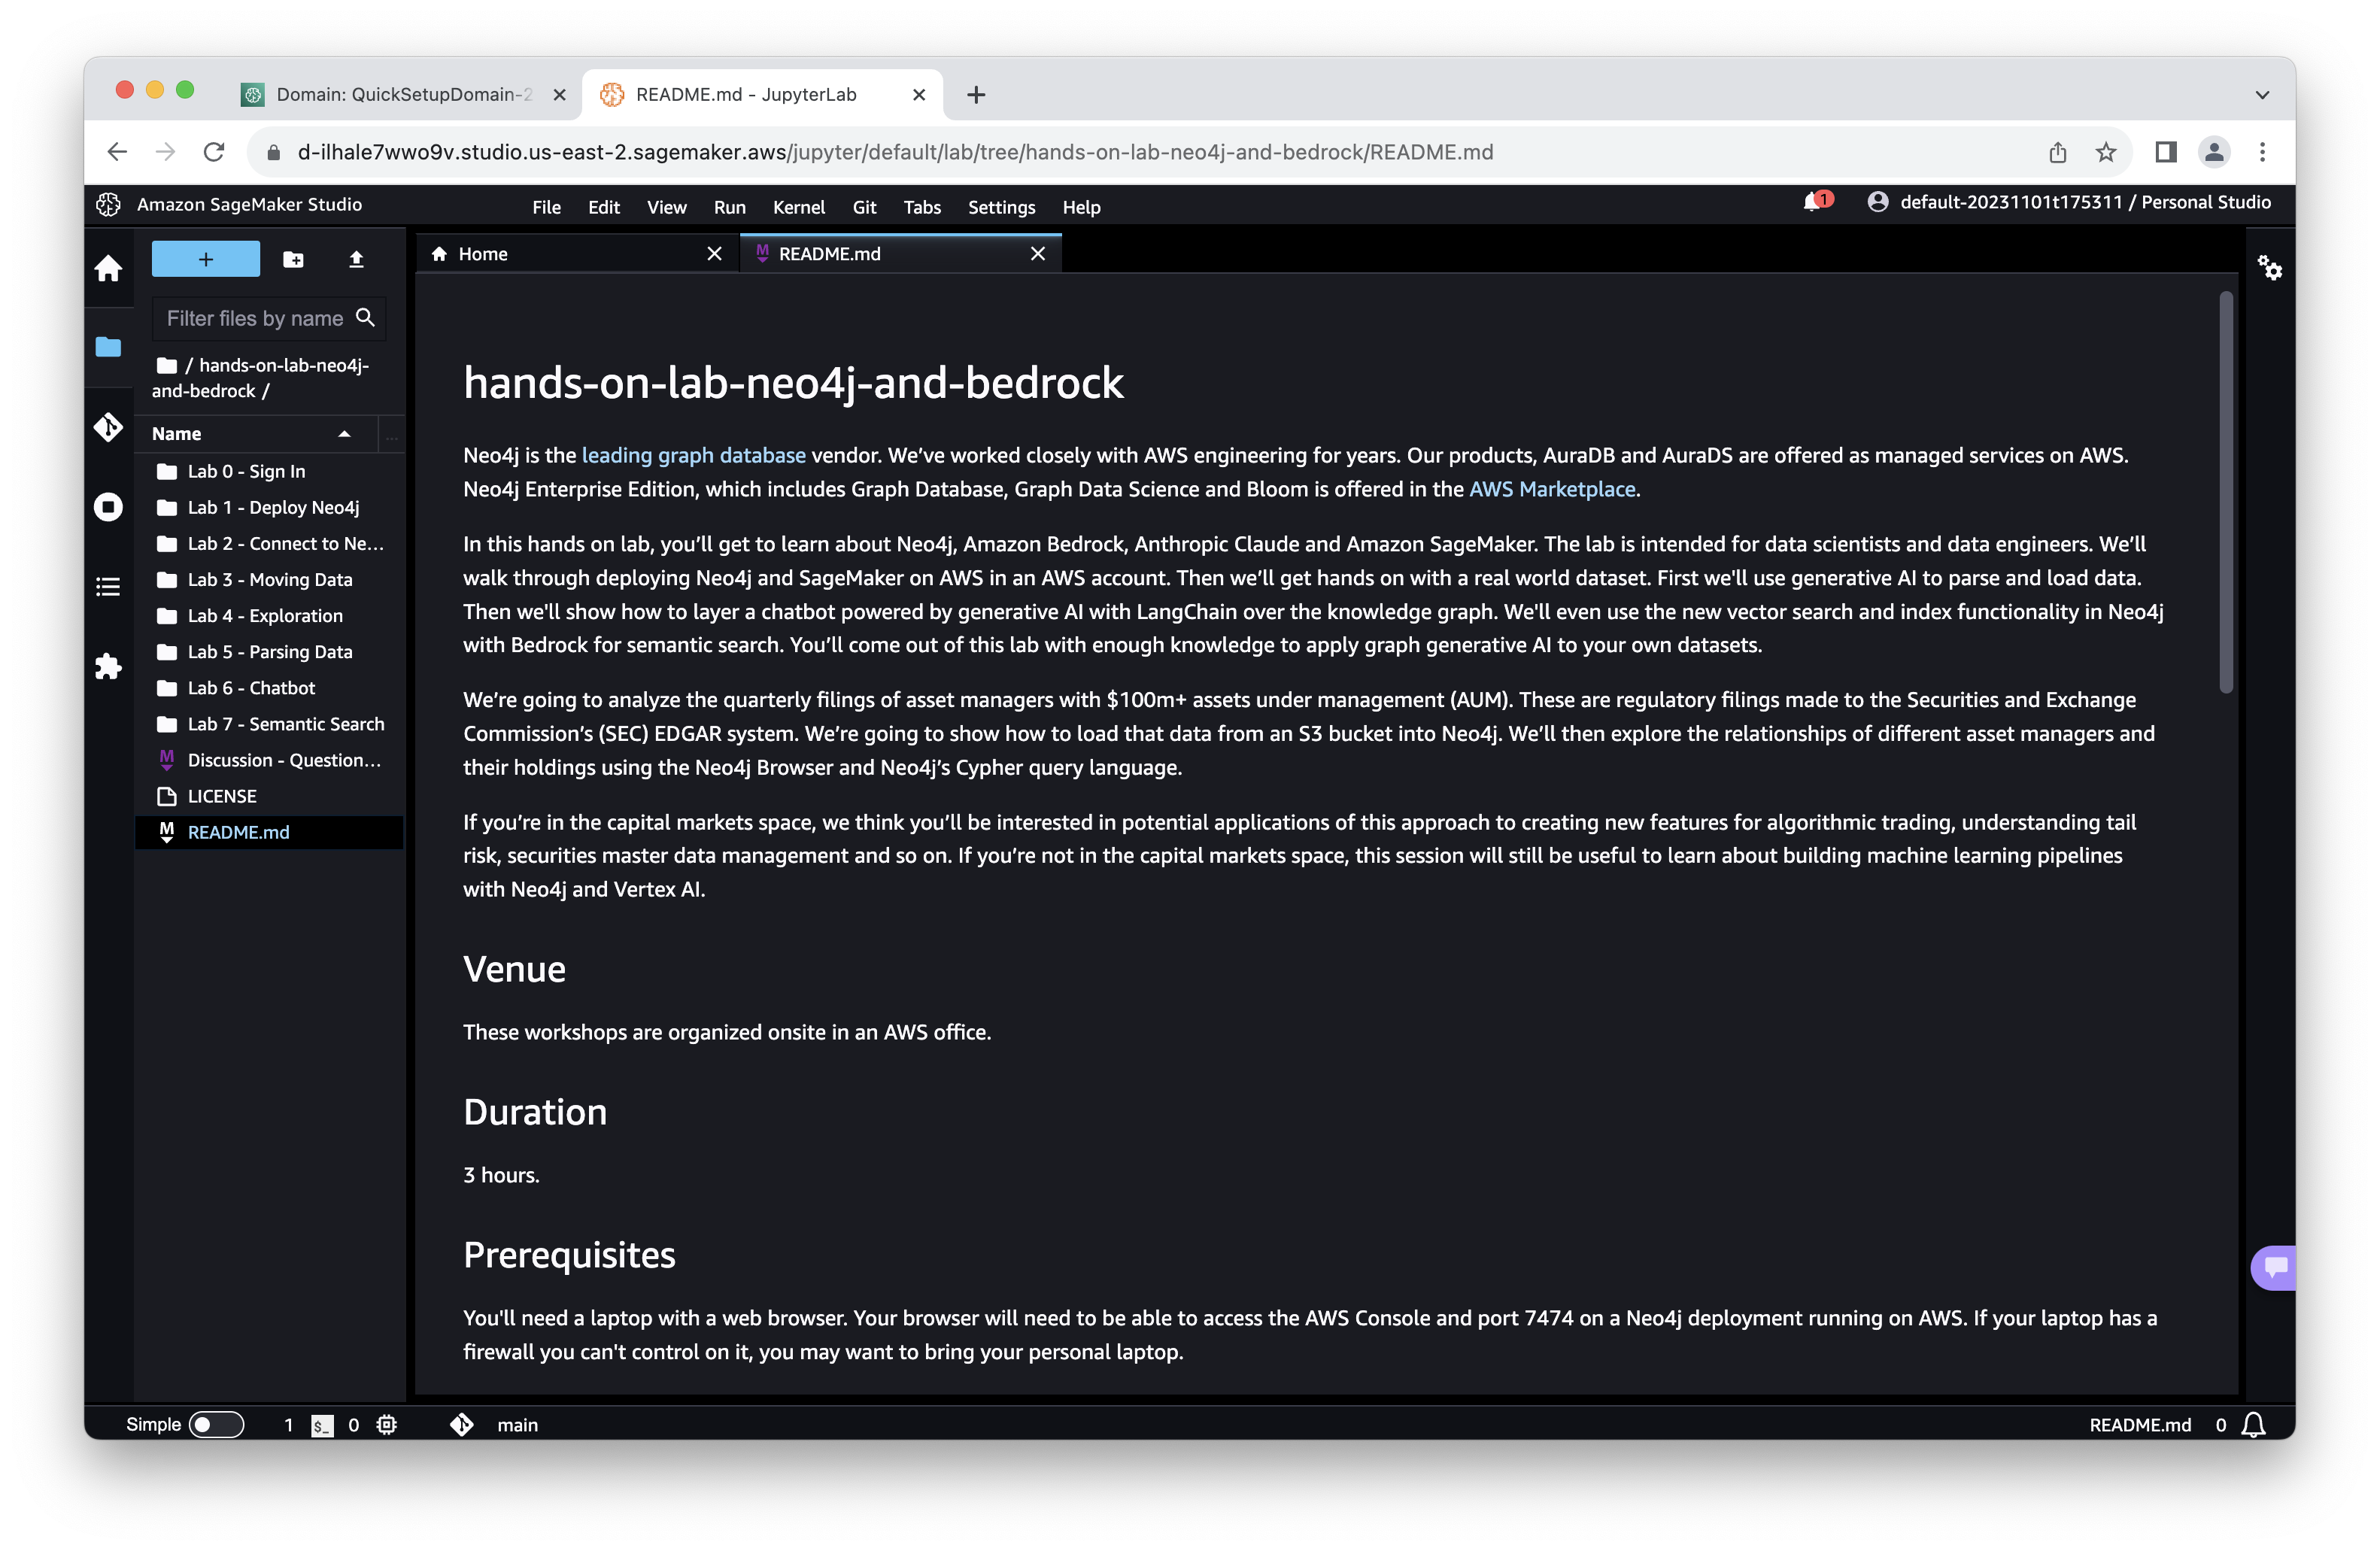 Domain: QuickSetupDomain-2
README.md - JupyterLab
d-ilhale7wwo9v.studio.us-east-2.sagemaker.aws/jupyter/default/lab/tree/hands-on-lab-neo4j-and-bedrock/README.md
Amazon SageMaker Studio
File Edit View Run Kernel Git Tabs Settings Help
1
default-20231101t175311 / Personal Studio
+
Home
README.md
Filter files by name
/ hands-on-lab-neo4j-
and-bedrock /
Name
...
Lab 0 - Sign In
Lab 1 - Deploy Neo4j
Lab 2 - Connect to Ne...
Lab 3 - Moving Data
Lab 4 - Exploration
Lab 5 - Parsing Data
Lab 6 - Chatbot
Lab 7 - Semantic Search
Discussion - Question...
LICENSE
README.md
hands-on-lab-neo4j-and-bedrock
Neo4j is the leading graph database vendor. We’ve worked closely with AWS engineering for years. Our products, AuraDB and AuraDS are offered as managed services on AWS.
Neo4j Enterprise Edition, which includes Graph Database, Graph Data Science and Bloom is offered in the AWS Marketplace.
In this hands on lab, you’ll get to learn about Neo4j, Amazon Bedrock, Anthropic Claude and Amazon SageMaker. The lab is intended for data scientists and data engineers. We’ll
walk through deploying Neo4j and SageMaker on AWS in an AWS account. Then we’ll get hands on with a real world dataset. First we'll use generative AI to parse and load data.
Then we'll show how to layer a chatbot powered by generative AI with LangChain over the knowledge graph. We'll even use the new vector search and index functionality in Neo4j
with Bedrock for semantic search. You’ll come out of this lab with enough knowledge to apply graph generative AI to your own datasets.
We’re going to analyze the quarterly filings of asset managers with $100m+ assets under management (AUM). These are regulatory filings made to the Securities and Exchange
Commission’s (SEC) EDGAR system. We’re going to show how to load that data from an S3 bucket into Neo4j. We’ll then explore the relationships of different asset managers and
their holdings using the Neo4j Browser and Neo4j’s Cypher query language.
If you’re in the capital markets space, we think you’ll be interested in potential applications of this approach to creating new features for algorithmic trading, understanding tail
risk, securities master data management and so on. If you’re not in the capital markets space, this session will still be useful to learn about building machine learning pipelines
with Neo4j and Vertex AI.
Venue
These workshops are organized onsite in an AWS office.
Duration
3 hours.
Prerequisites
You'll need a laptop with a web browser. Your browser will need to be able to access the AWS Console and port 7474 on a Neo4j deployment running on AWS. If your laptop has a
firewall you can't control on it, you may want to bring your personal laptop.
Simple 1 $_ 0 main
README.md 0